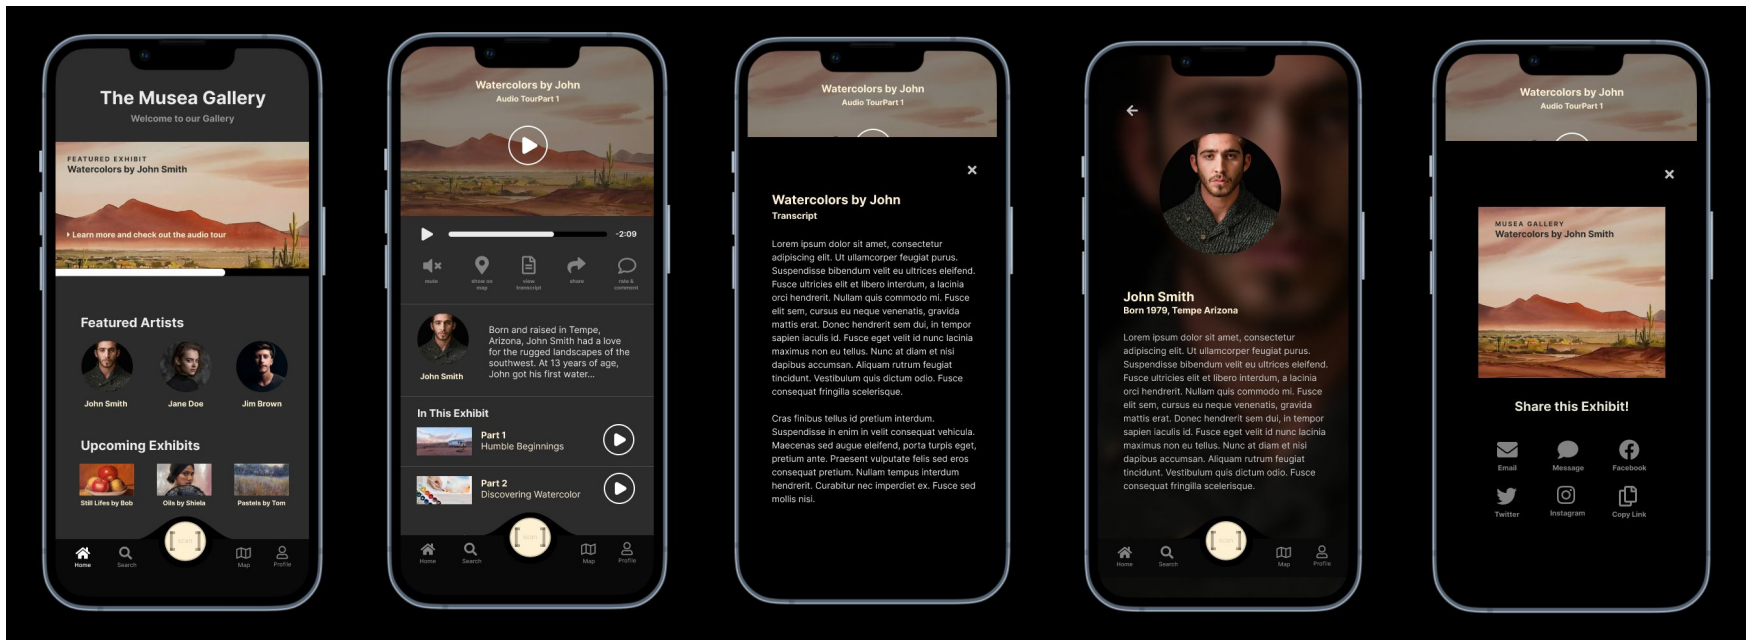 The Musea Gallery
Welcome to our Gallery
FEATURED EXHIBIT
Watercolors by John Smith
Learn more and check out the audio tour
Featured Artists
John Smith
Jane Doe
Jim Brown
Upcoming Exhibits
Still Lifes by Bob
Oils by Shiela
Pastels by Tom
scan
Home
Search
Map
Profile
Watercolors by John
Audio TourPart 1
-2:09
mute
show on
map
view
transcript
share
rate &
comment
John Smith
Born and raised in Tempe,
Arizona, John Smith had a love
for the rugged landscapes of the
southwest. At 13 years of age,
John got his first water...
In This Exhibit
Part 1
Humble Beginnings
Part 2
Discovering Watercolor
scan
Home
Search
Map
Profile
Watercolors by John
Audio TourPart 1
Watercolors by John
Transcript
Lorem ipsum dolor sit amet, consectetur
adipiscing elit. Ut ullamcorper feugiat purus.
Suspendisse bibendum velit eu ultrices eleifend.
Fusce ultricies elit et libero interdum, a lacinia
orci hendrerit. Nullam quis commodo mi. Fusce
elit sem, cursus eu neque venenatis, gravida
mattis erat. Donec hendrerit sem dui, in tempor
sapien iaculis id. Fusce eget velit id nunc lacinia
maximus non eu tellus. Nunc at diam et nisi
dapibus accumsan. Aliquam rutrum feugiat
tincidunt. Vestibulum quis dictum odio. Fusce
consequat fringilla scelerisque.
Cras finibus tellus id pretium interdum.
Suspendisse in enim in velit consequat vehicula.
Maecenas sed augue eleifend, porta turpis eget,
pretium ante. Praesent vulputate felis sed eros
consequat pretium. Nullam tempus interdum
hendrerit. Curabitur nec imperdiet ex. Fusce sed
mollis nisi.
John Smith
Born 1979, Tempe Arizona
Lorem ipsum dolor sit amet, consectetur
adipiscing elit. Ut ullamcorper feugiat purus.
Suspendisse bibendum velit eu ultrices eleifend.
Fusce ultricies elit et libero interdum, a lacinia
orci hendrerit. Nullam quis commodo mi. Fusce
elit sem, cursus eu neque venenatis, gravida
mattis erat. Donec hendrerit sem dui, in tempor
sapien iaculis id. Fusce eget velit id nunc lacinia
maximus non eu tellus. Nunc at diam et nisi
dapibus accumsan. Aliquam rutrum feugiat
tincidunt. Vestibulum quis dictum odio. Fusce
consequat fringilla scelerisque.
scan
Home
Search
Map
Profile
Watercolors by John
Audio TourPart 1
MUSEA GALLERY
Watercolors by John Smith
Share this Exhibit!
Email
Message
Facebook
Twitter
Instagram
Copy Link